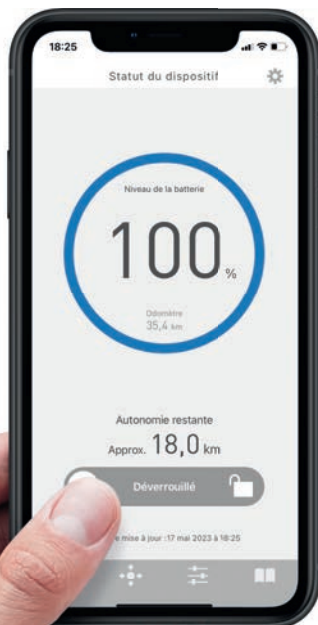 18:25
Statut du dispositif
Niveau de la batterie
100 %
Odomètre
35,4 km
Autonomie restante
Approx. 18,0 km
Déverrouillé
mise à jour :17 mai 2023 à 18:25